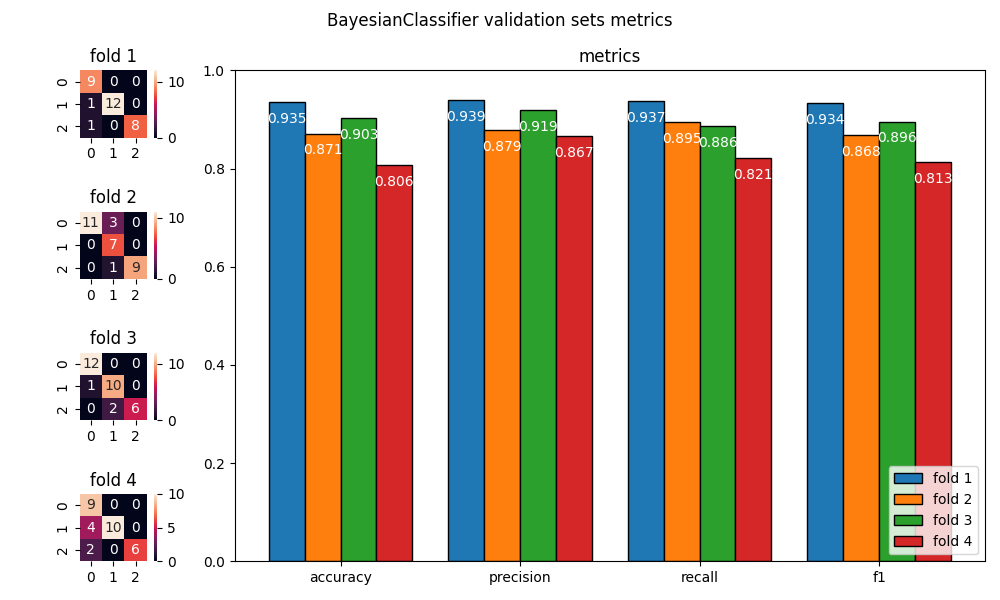 BayesianClassifier validation sets metrics
fold 1
0 9 0 0
1 1 12 0
2 1 0 8
0 1 2
10
0
fold 2
0 11 3 0
1 0 7 0
2 0 1 9
0 1 2
10
0
fold 3
0 12 0 0
1 1 10 0
2 0 2 6
0 1 2
10
0
fold 4
0 9 0 0
1 4 10 0
2 2 0 6
0 1 2
10
5
0
metrics
1.0
0.8
0.6
0.4
0.2
0.0
0.935 0.871 0.903 0.806
0.939 0.879 0.919 0.867
0.937 0.895 0.886 0.821
0.934 0.868 0.896 0.813
accuracy precision recall f1
fold 1
fold 2
fold 3
fold 4